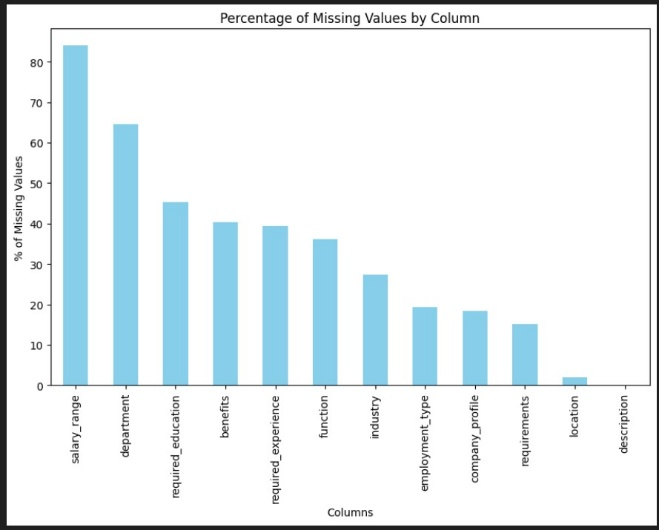 Percentage of Missing Values by Column
% of Missing Values
80
70
60
50
40
30
20
10
0
salary_range
department
required_education
benefits
required_experience
function
industry
employment_type
company_profile
requirements
location
description
Columns